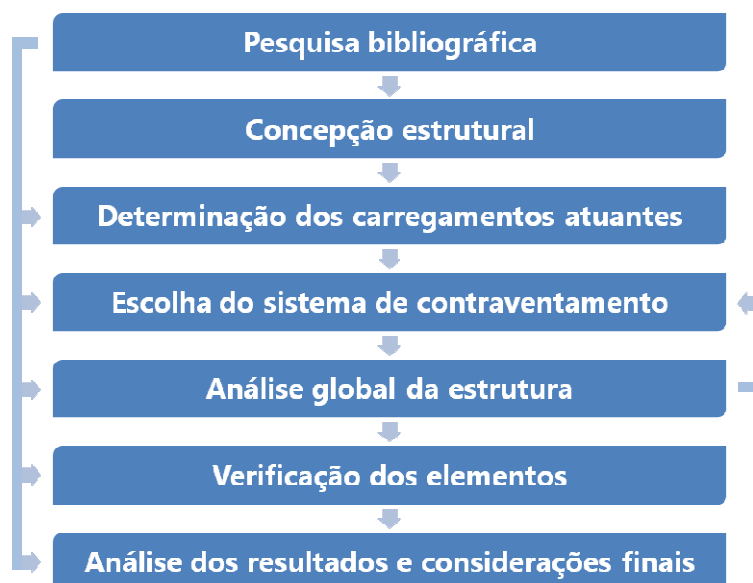 Pesquisa bibliográfica
Concepção estrutural
Determinação dos carregamentos atuantes
Escolha do sistema de contraventamento
Análise global da estrutura
Verificação dos elementos
Análise dos resultados e considerações finais